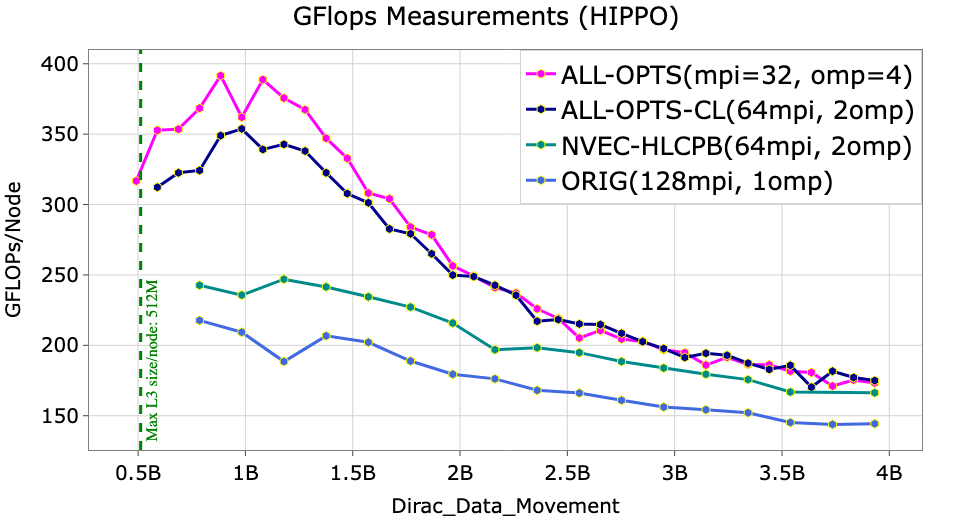 GFlops Measurements (HIPPO)
ALL-OPTS(mpi=32, omp=4)
ALL-OPTS-CL(64mpi, 2omp)
NVEC-HLCPB(64mpi, 2omp)
ORIG(128mpi, 1omp)
GFLOPs/Node
400
350
300
250
200
150
Max L3 size/node: 512M
0.5B 1B 1.5B 2B 2.5B 3B 3.5B 4B
Dirac_Data_Movement